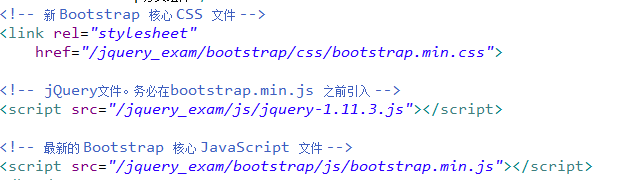 <!-- 新 Bootstrap 核心 CSS 文件 -->
<link rel="stylesheet"
href="/jquery_exam/bootstrap/css/bootstrap.min.css">
<!-- jQuery文件。务必在bootstrap.min.js 之前引入 -->
<script src="/jquery_exam/js/jquery-1.11.3.js"></script>
<!-- 最新的 Bootstrap 核心 JavaScript 文件 -->
<script src="/jquery_exam/bootstrap/js/bootstrap.min.js"></script>